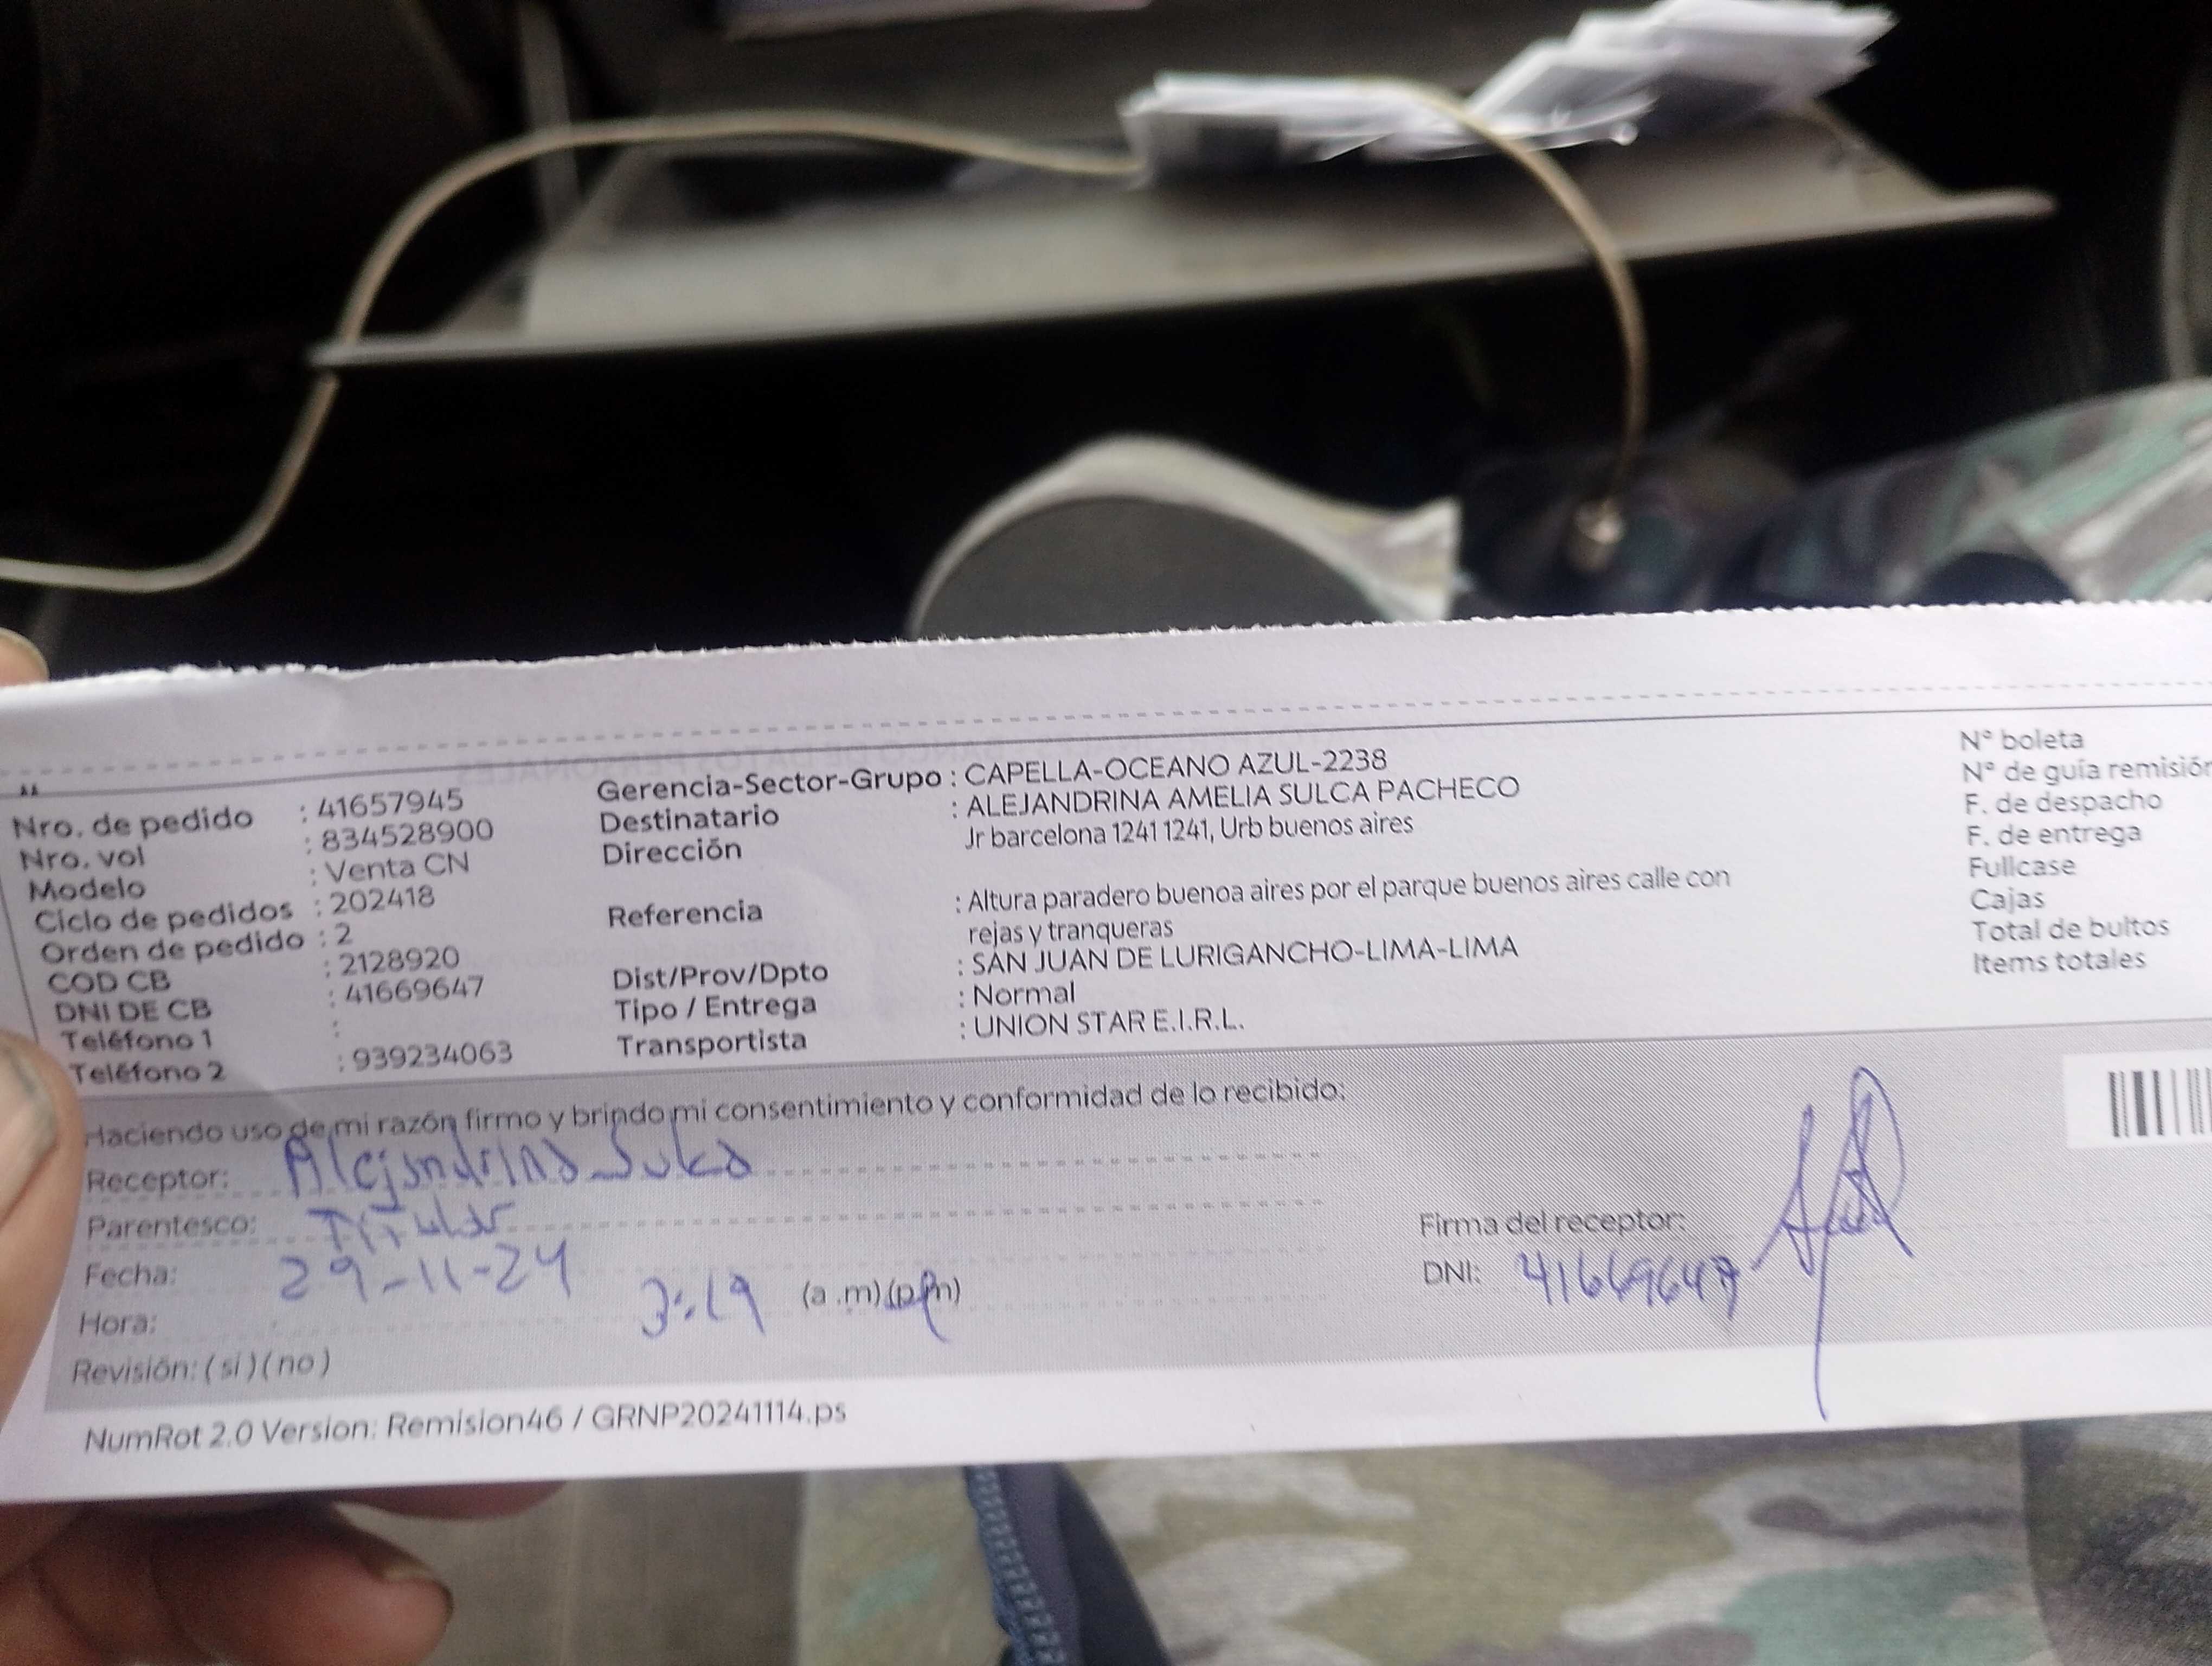 Nro. de pedido : 41657945
Nro. vol : 834528900
Modelo : Venta CN
Ciclo de pedidos : 202418
Orden de pedido : 2
COD CB : 2128920
DNI DE CB : 41669647
Teléfono 1 :
Teléfono 2 : 939234063
Gerencia-Sector-Grupo : CAPELLA-OCEANO AZUL-2238
Destinatario : ALEJANDRINA AMELIA SULCA PACHECO
Dirección Jr barcelona 1241 1241, Urb buenos aires
Referencia : Altura paradero buenoa aires por el parque buenos aires calle con
rejas y tranqueras
Dist/Prov/Dpto : SAN JUAN DE LURIGANCHO-LIMA-LIMA
Tipo / Entrega : Normal
Transportista : UNION STAR E.I.R.L.
N° boleta
N° de guía remisión
F. de despacho
F. de entrega
Fullcase
Cajas
Total de bultos
Items totales
Haciendo uso de mi razón firmo y brindo mi consentimiento y conformidad de lo recibido:
Receptor: Alejandrina Sulca
Parentesco: Titular
Fecha: 29-11-24
Hora: 3:19 (a.m)(p.m)
Revisión: (si)(no)
Firma del receptor:
DNI: 41669647
NumRot 2.0 Version: Remision46 / GRNP20241114.ps